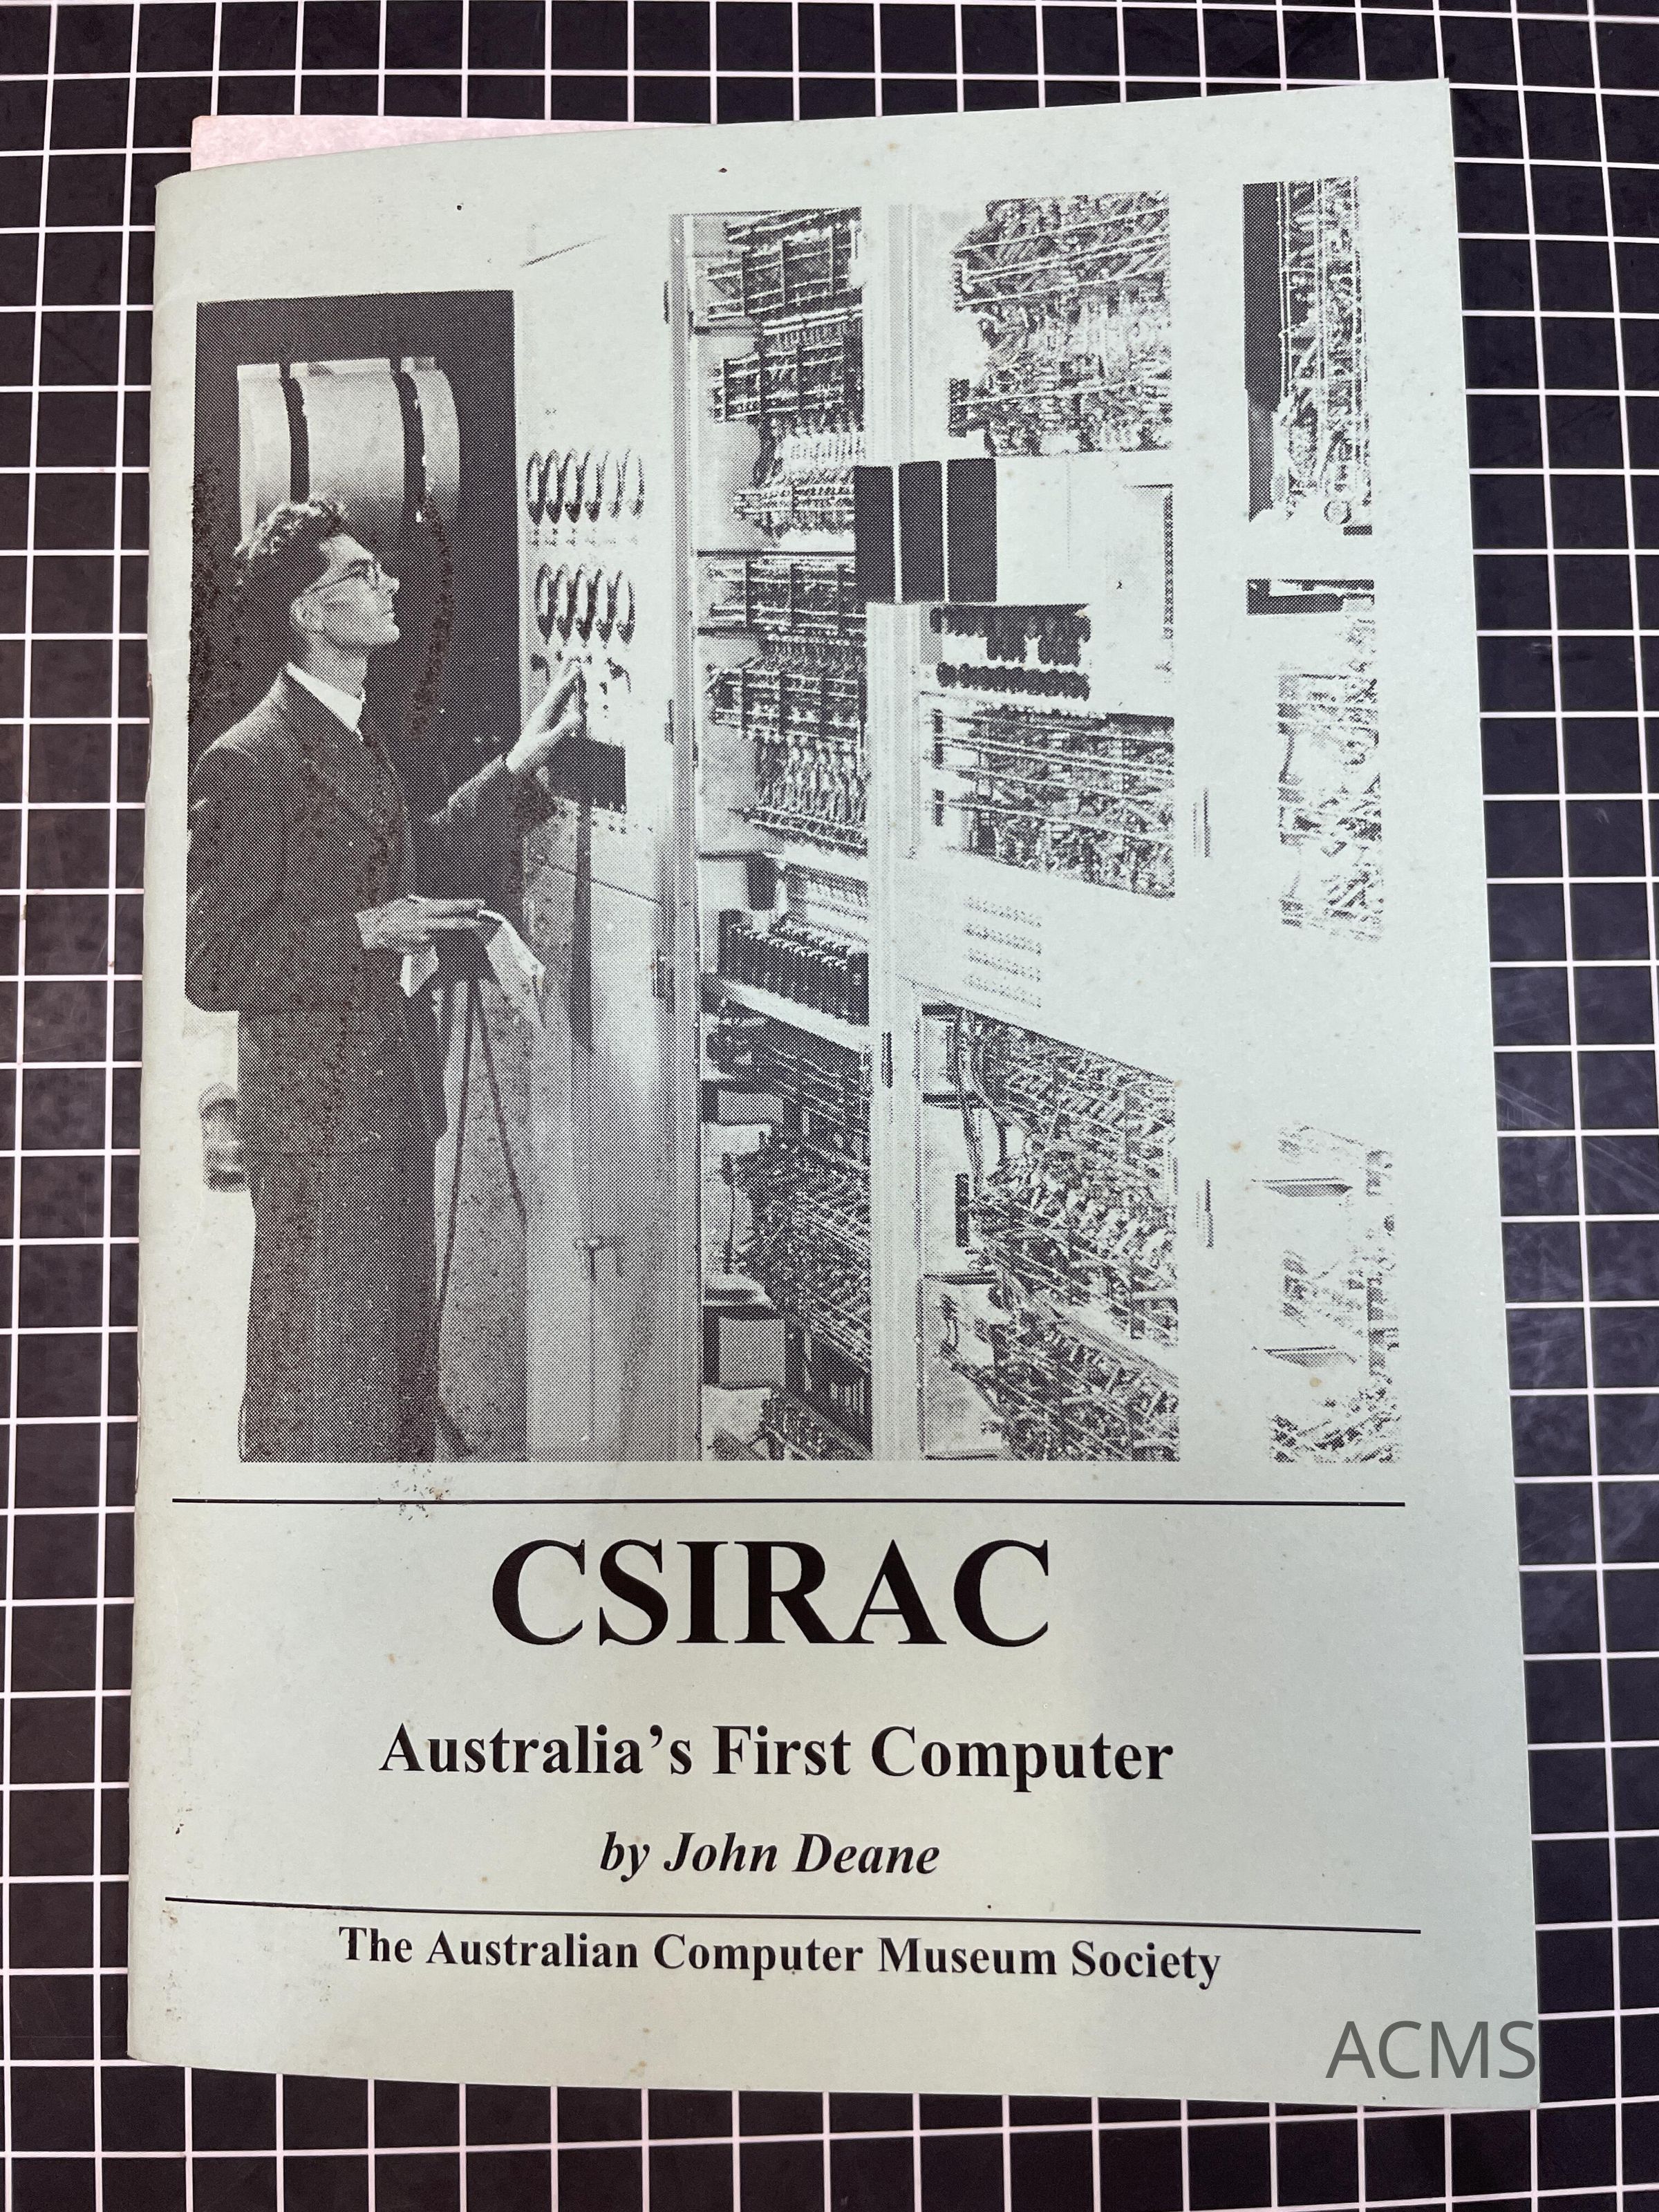 CSIRAC
Australia's First Computer
by John Deane
The Australian Computer Museum Society
ACMS